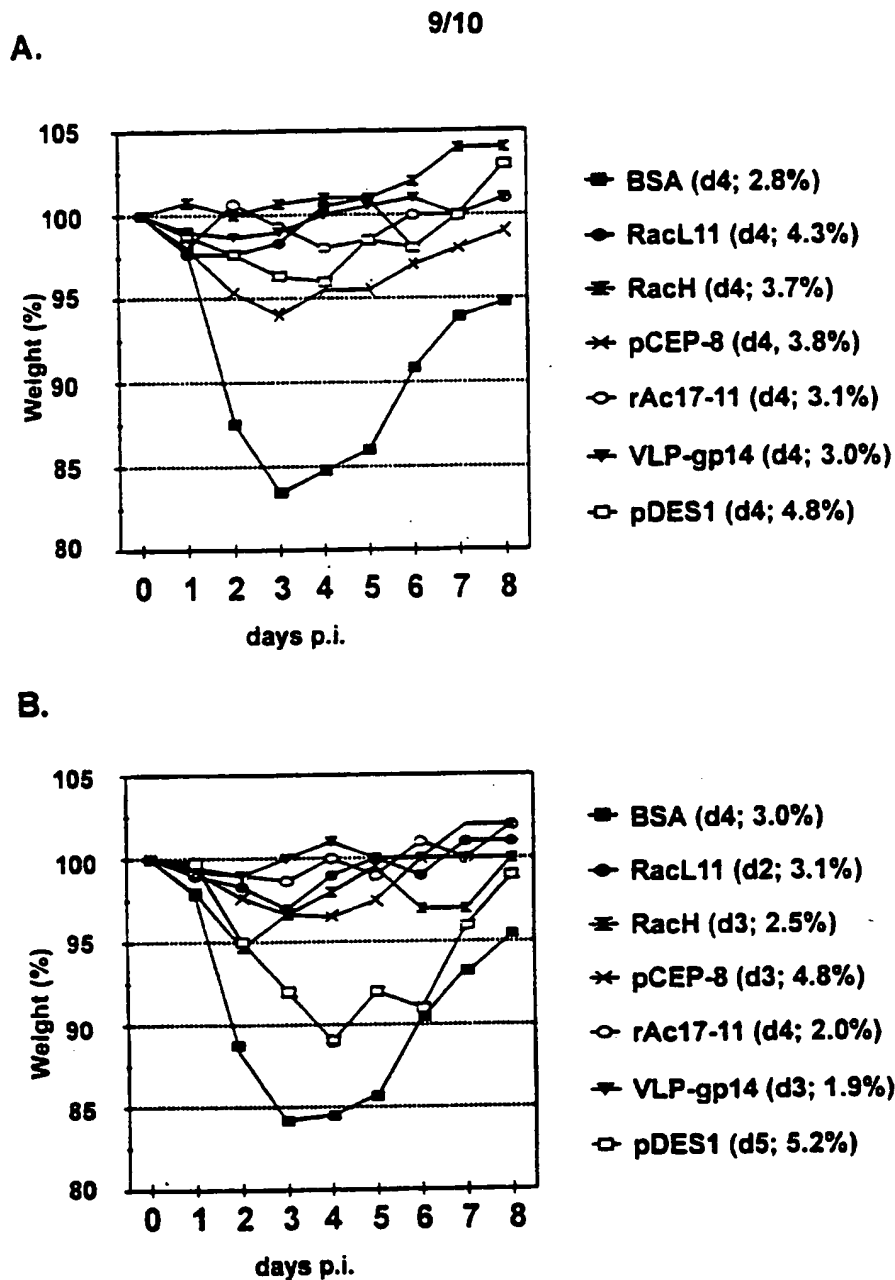 9/10
A.
Weight (%)
105
100
95
90
85
80
0 1 2 3 4 5 6 7 8
days p.i.
BSA (d4; 2.8%)
RacL11 (d4; 4.3%)
RacH (d4; 3.7%)
pCEP-8 (d4, 3.8%)
rAc17-11 (d4; 3.1%)
VLP-gp14 (d4; 3.0%)
pDES1 (d4; 4.8%)
B.
Weight (%)
105
100
95
90
85
80
0 1 2 3 4 5 6 7 8
days p.i.
BSA (d4; 3.0%)
RacL11 (d2; 3.1%)
RacH (d3; 2.5%)
pCEP-8 (d3; 4.8%)
rAc17-11 (d4; 2.0%)
VLP-gp14 (d3; 1.9%)
pDES1 (d5; 5.2%)